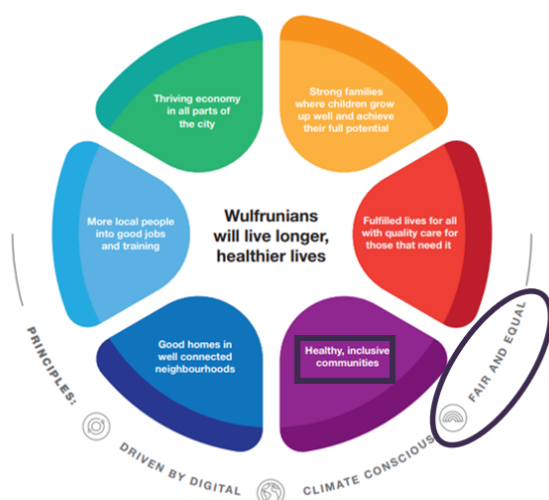 Thriving economy
in all parts of
the city
Strong families
where children grow
up well and achieve
their full potential
More local people
into good jobs
and training
Wulfrunians
will live longer,
healthier lives
Fulfilled lives for all
with quality care for
those that need it
Good homes in
well connected
neighbourhoods
Healthy, inclusive
communities
PRINCIPLES:
DRIVEN BY DIGITAL
CLIMATE CONSCIOUS
FAIR AND EQUAL